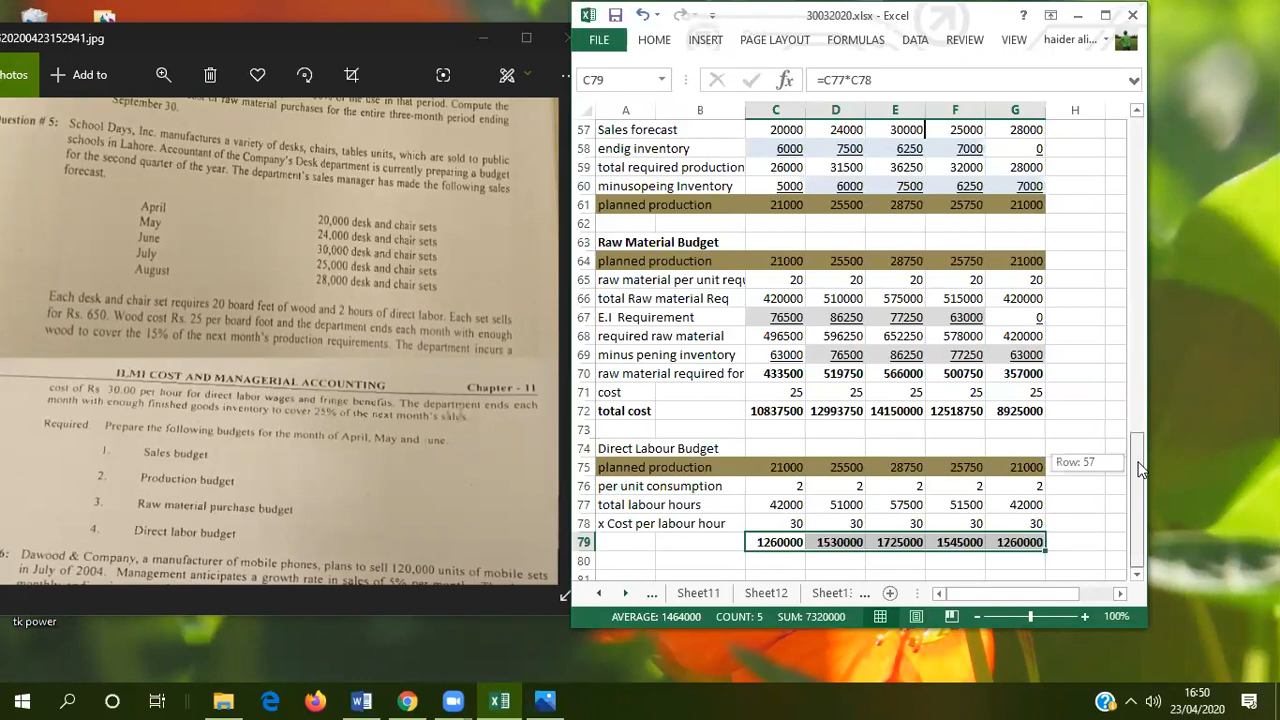 30032020.xlsx - Excel
20200423152941.jpg
FILE HOME INSERT PAGE LAYOUT FORMULAS DATA REVIEW VIEW haider ali...
hotos Add to
C79 fx =C77*C78
A B C D E F G H
57 Sales forecast 20000 24000 30000 25000 28000
58 endig inventory 6000 7500 6250 7000 0
59 total required production 26000 31500 36250 32000 28000
60 minusopeing Inventory 5000 6000 7500 6250 7000
61 planned production 21000 25500 28750 25750 21000
62
63 Raw Material Budget
64 planned production 21000 25500 28750 25750 21000
65 raw material per unit requ 20 20 20 20 20
66 total Raw material Req 420000 510000 575000 515000 420000
67 E.I Requirement 76500 86250 77250 63000 0
68 required raw material 496500 596250 652250 578000 420000
69 minus pening inventory 63000 76500 86250 77250 63000
70 raw material required for 433500 519750 566000 500750 357000
71 cost 25 25 25 25 25
72 total cost 10837500 12993750 14150000 12518750 8925000
73
74 Direct Labour Budget
75 planned production 21000 25500 28750 25750 21000
76 per unit consumption 2 2 2 2 2
77 total labour hours 42000 51000 57500 51500 42000
78 x Cost per labour hour 30 30 30 30 30
79 1260000 1530000 1725000 1545000 1260000
80
81
Row: 57
... Sheet11 Sheet12 Sheet1: ...
AVERAGE: 1464000 COUNT: 5 SUM: 7320000 100%
of raw material purchases for the entire three-month period ending
September 30.
uestion # 5: School Days, Inc. manufactures a variety of desks, chairs, tables units, which are sold to public
schools in Lahore. Accountant of the Company's Desk department is currently preparing a budget
for the second quarter of the year. The department's sales manager has made the following sales
forecast.
April 20,000 desk and chair sets
May 24,000 desk and chair sets
June 30,000 desk and chair sets
July 25,000 desk and chair sets
August 28,000 desk and chair sets
Each desk and chair set requires 20 board feet of wood and 2 hours of direct labor. Each set sells
for Rs. 650. Wood cost Rs. 25 per board foot and the department ends each month with enough
wood to cover the 15% of the next month's production requirements. The department incurs a
ILMI COST AND MANAGERIAL ACCOUNTING Chapter - 11
cost of Rs 30.00 per hour for direct labor wages and fringe benefits. The department ends each
month with enough finished goods inventory to cover 25% of the next month's sales.
Required Prepare the following budgets for the month of April, May and une.
1. Sales budget
2. Production budget
3. Raw material purchase budget
4. Direct labor budget
6: Dawood & Company, a manufacturer of mobile phones, plans to sell 120,000 units of mobile sets
in July of 2004. Management anticipates a growth rate in sales of 5% per month. The
tk power
16:50
23/04/2020